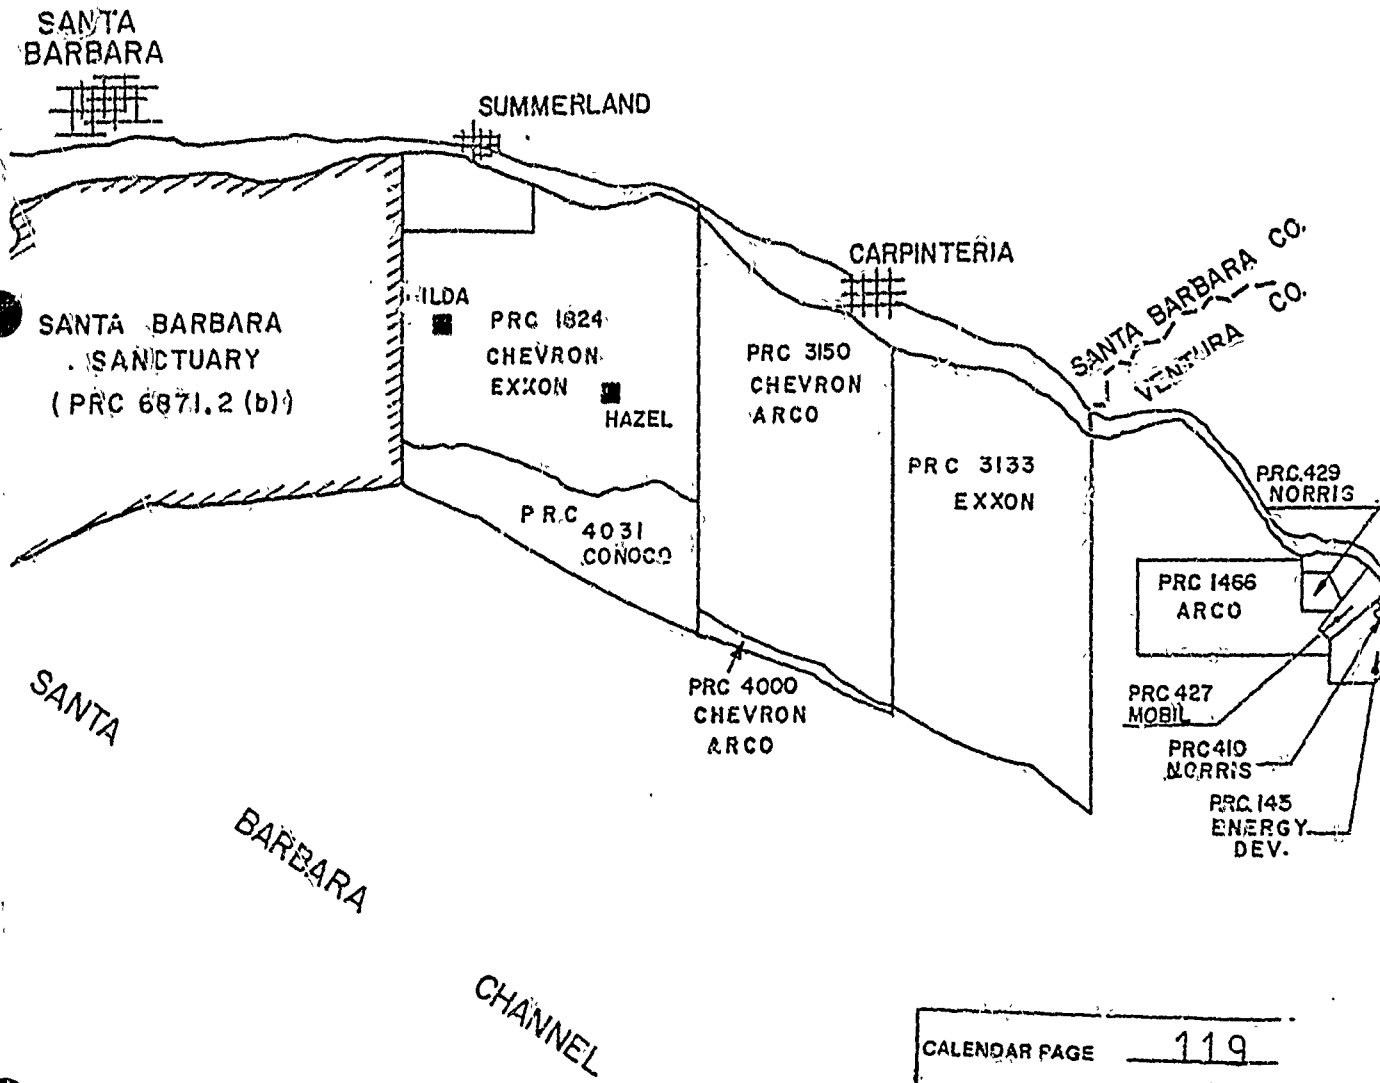 SANTA
BARBARA
SUMMERLAND
CARPINTERIA
SANTA BARBARA CO.
VENTURA CO.
HILDA
SANTA BARBARA
SANCTUARY
(PRC 6871.2 (b))
PRC 1824
CHEVRON
EXXON
HAZEL
PRC 3150
CHEVRON
ARCO
PRC 3133
EXXON
PRC 4031
CONOCO
PRC 4000
CHEVRON
ARCO
PRC 429
NORRIS
PRC 1466
ARCO
PRC 427
MOBIL
PRC 410
NORRIS
PRC 145
ENERGY
DEV.
SANTA
BARBARA
CHANNEL
CALENDAR PAGE 119